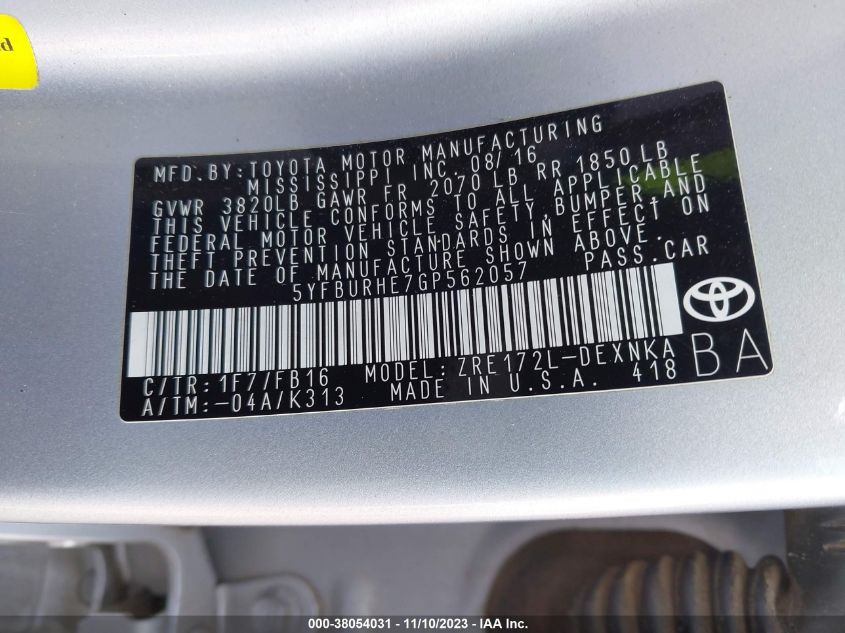 MFD. BY: TOYOTA MOTOR MANUFACTURING
MISSISSIPPI INC. 08/16
GVWR 3820LB GAWR FR 2070 LB RR 1850 LB
THIS VEHICLE CONFORMS TO ALL APPLICABLE
FEDERAL MOTOR VEHICLE SAFETY, BUMPER, AND
THEFT PREVENTION STANDARDS IN EFFECT ON
THE DATE OF MANUFACTURE SHOWN ABOVE.
5YFBURHE7GP562057 PASS. CAR
C/TR: 1F7/FB16 MODEL: ZRE172L-DEXNKA
A/TM: -04A/K313 MADE IN U.S.A. 418
BA
000-38054031 - 11/10/2023 - IAA Inc.